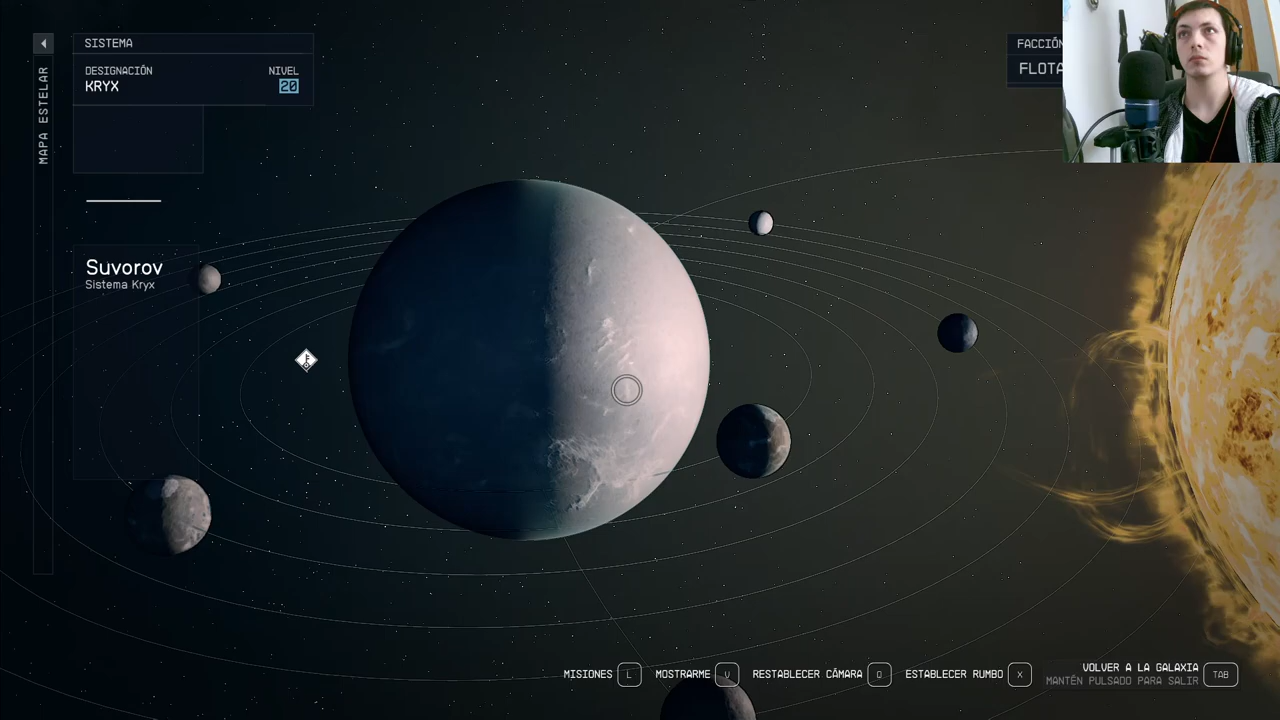 SISTEMA
DESIGNACIÓN
NIVEL
KRYX
20
MAPA ESTELAR
FACCIÓN
FLOTA
Suvorov
Sistema Kryx
MISIONES L
MOSTRARME V
RESTABLECER CÁMARA Q
ESTABLECER RUMBO X
VOLVER A LA GALAXIA
MANTÉN PULSADO PARA SALIR
TAB